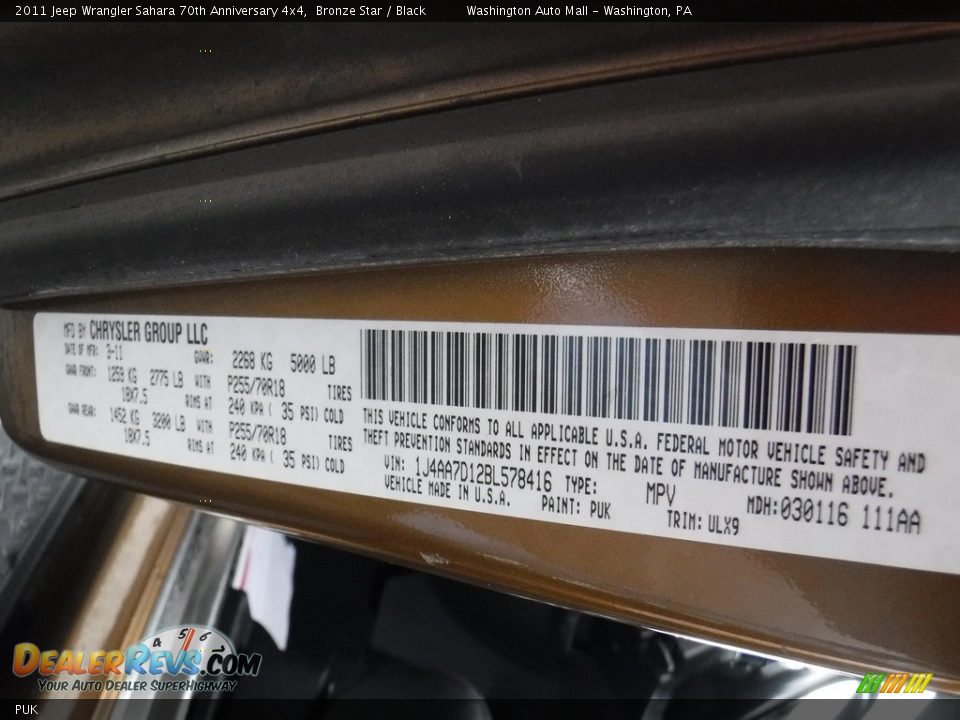 2011 Jeep Wrangler Sahara 70th Anniversary 4x4, Bronze Star / Black Washington Auto Mall - Washington, PA
MFD BY CHRYSLER GROUP LLC
DATE OF MFR: 3-11 GVWR: 2268 KG 5000 LB
GAWR FRONT: 1259 KG 2775 LB WITH P255/70R18 TIRES
18X7.5 RIMS AT 240 KPA ( 35 PSI) COLD
GAWR REAR: 1452 KG 3200 LB WITH P255/70R18 TIRES
18X7.5 RIMS AT 240 KPA ( 35 PSI) COLD
THIS VEHICLE CONFORMS TO ALL APPLICABLE U.S.A. FEDERAL MOTOR VEHICLE SAFETY AND
THEFT PREVENTION STANDARDS IN EFFECT ON THE DATE OF MANUFACTURE SHOWN ABOVE.
VIN: 1J4AA7D12BL578416 TYPE: MPV MDH:030116 111AA
VEHICLE MADE IN U.S.A. PAINT: PUK TRIM: ULX9
4 5 6
DEALERREVS.COM
YOUR AUTO DEALER SUPERHIGHWAY
PUK